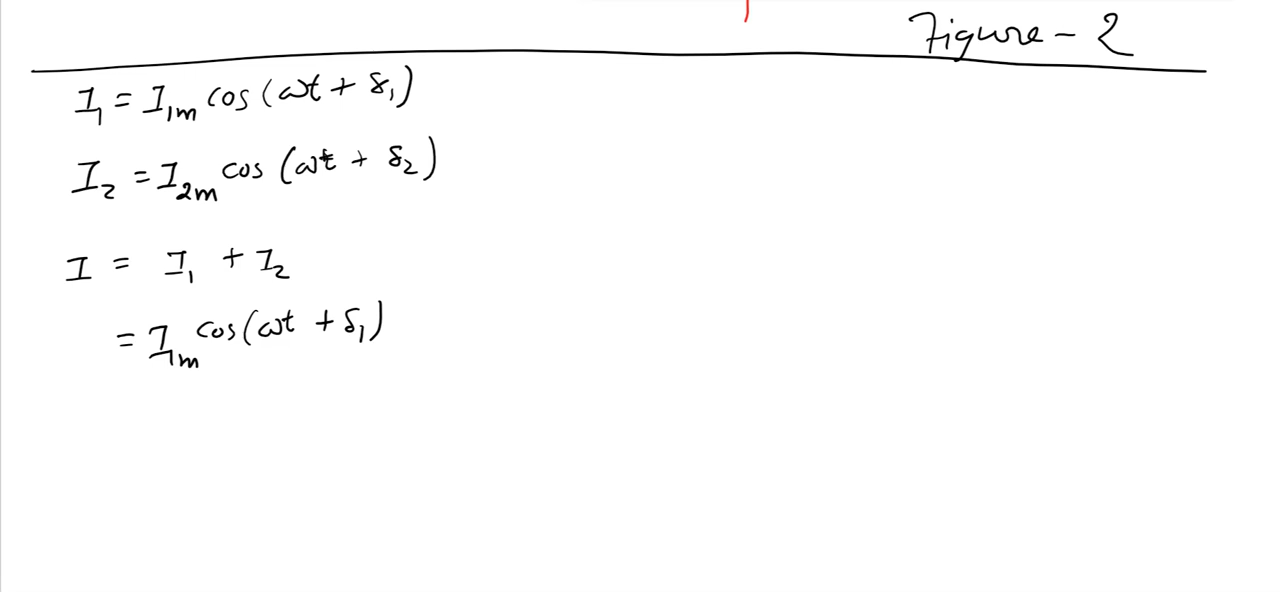 Figure - 2
I₁ = I₁ₘ cos (ωt + δ₁)
I₂ = I₂ₘ cos (ωt + δ₂)
I = I₁ + I₂
= I₁ₘ cos(ωt + δ₁)